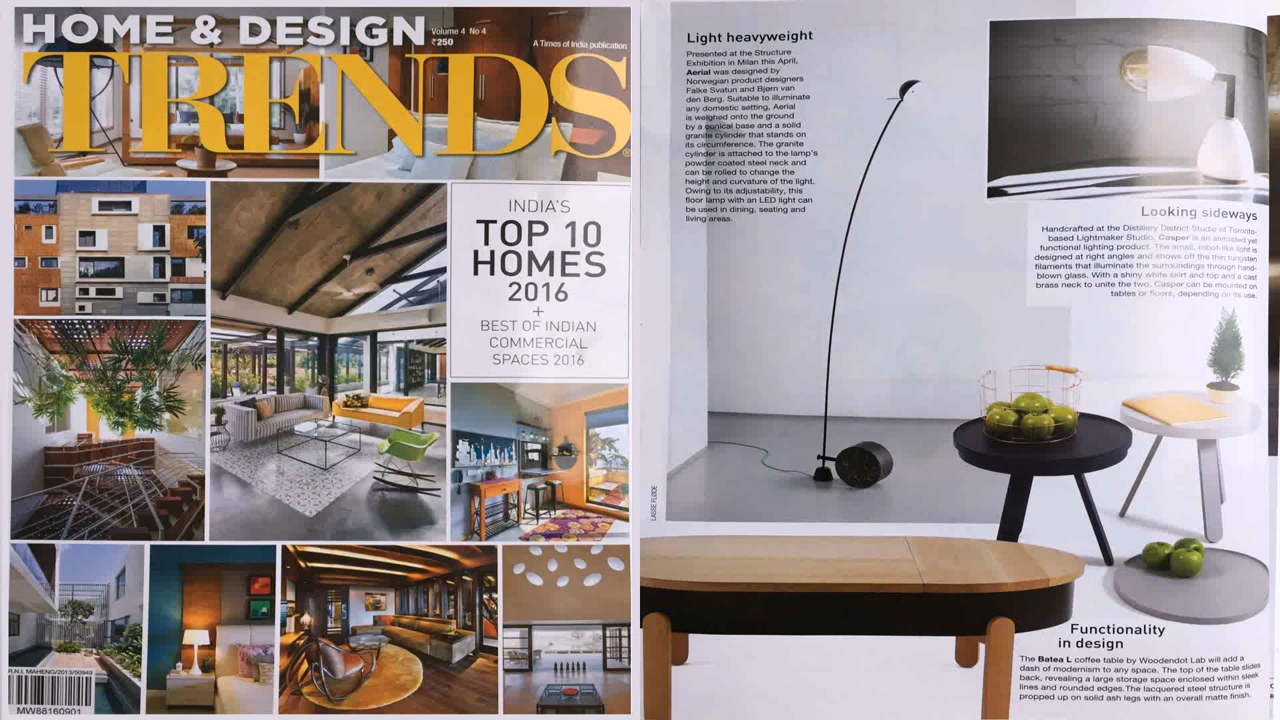 HOME & DESIGN
Volume 4 No 4
₹250
A Times of India publication
TRENDS
INDIA'S
TOP 10
HOMES
2016
+
BEST OF INDIAN
COMMERCIAL
SPACES 2016
R.N.I. MAHENG/2013/50949
MW88160901
Light heavyweight
Presented at the Structure
Exhibition in Milan this April,
Aerial was designed by
Norwegian product designers
Falke Svatun and Bjørn van
den Berg. Suitable to illuminate
any domestic setting, Aerial
is weighed onto the ground
by a conical base and a solid
granite cylinder that stands on
its circumference. The granite
cylinder is attached to the lamp's
powder coated steel neck and
can be rolled to change the
height and curvature of the light.
Owing to its adjustability, this
floor lamp with an LED light can
be used in dining, seating and
living areas.
LASSE FLØDE
Looking sideways
Handcrafted at the Distillery District Studio of Toronto-
based Lightmaker Studio, Casper is an animated yet
functional lighting product. The small, robot-like light is
designed at right angles and shows off the thin tungsten
filaments that illuminate the surroundings through hand-
blown glass. With a shiny white skirt and top and a cast
brass neck to unite the two, Casper can be mounted on
tables or floors, depending on its use.
Functionality
in design
The Batea L coffee table by Woodendot Lab will add a
dash of modernism to any space. The top of the table slides
back, revealing a large storage space enclosed within sleek
lines and rounded edges. The lacquered steel structure is
propped up on solid ash legs with an overall matte finish.